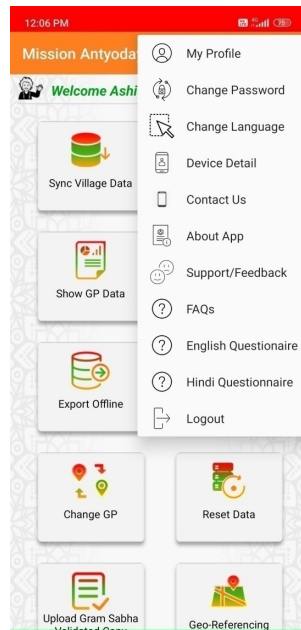 12:06 PM
Mission Antyoda
Welcome Ashi
My Profile
Change Password
Change Language
Device Detail
Contact Us
About App
Support/Feedback
FAQs
English Questionaire
Hindi Questionnaire
Logout
Sync Village Data
Show GP Data
Export Offline
Change GP
Reset Data
Upload Gram Sabha
Validated Copy
Geo-Referencing